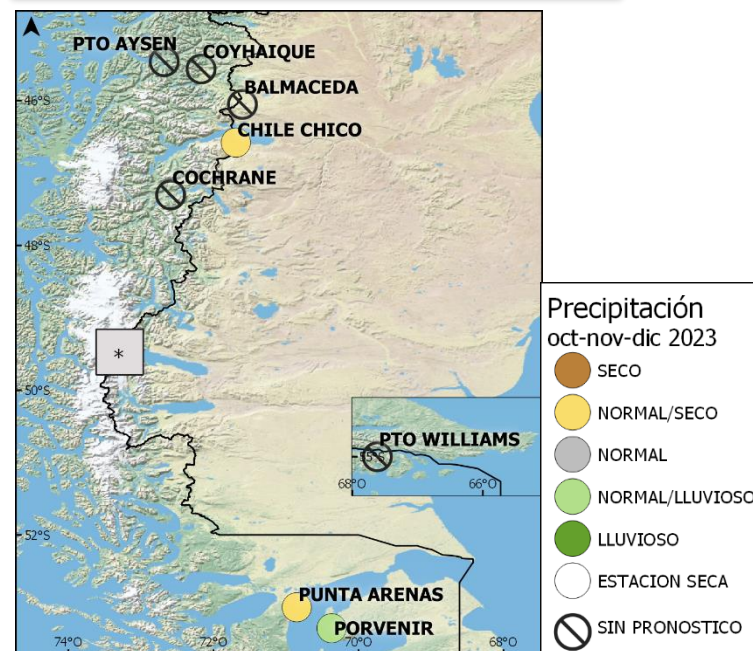 PTO AYSEN
COYHAIQUE
BALMACEDA
46°S
CHILE CHICO
COCHRANE
48°S
*
50°S
PTO WILLIAMS
55°S
68°O
66°O
52°S
PUNTA ARENAS
PORVENIR
74°O
72°O
70°O
68°O
Precipitación
oct-nov-dic 2023
SECO
NORMAL/SECO
NORMAL
NORMAL/LLUVIOSO
LLUVIOSO
ESTACION SECA
SIN PRONOSTICO